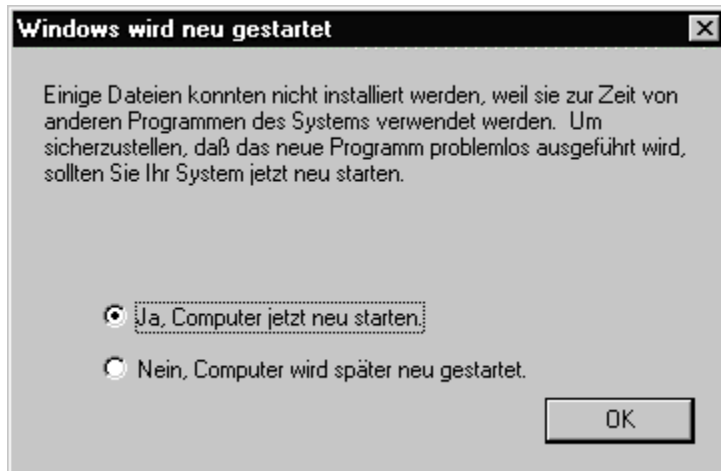 Windows wird neu gestartet
Einige Dateien konnten nicht installiert werden, weil sie zur Zeit von
anderen Programmen des Systems verwendet werden.  Um
sicherzustellen, daß das neue Programm problemlos ausgeführt wird,
sollten Sie Ihr System jetzt neu starten.
Ja, Computer jetzt neu starten.
Nein, Computer wird später neu gestartet.
OK